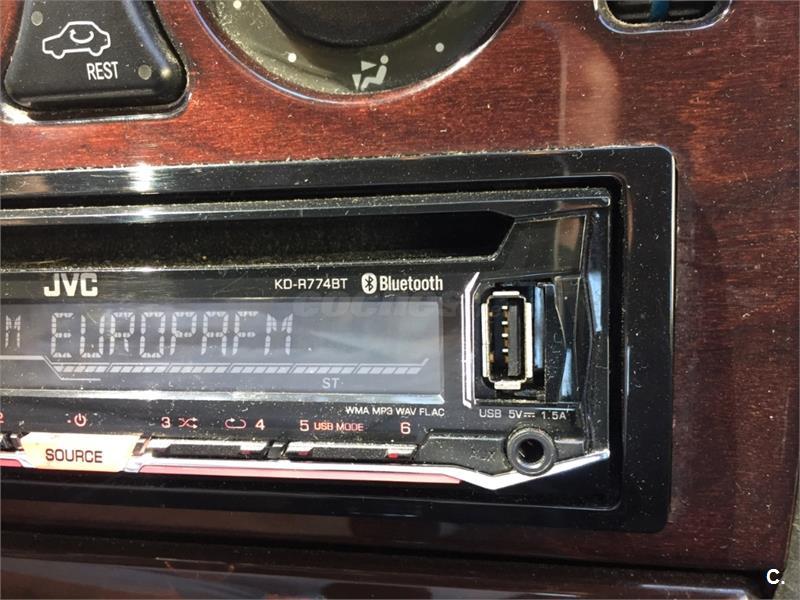 REST
JVC
KD-R774BT Bluetooth
M EUROPAFM
ST
WMA MP3 WAV FLAC
USB 5V 1.5A
2 3 4 5 USB MODE 6
SOURCE
AUX
C.